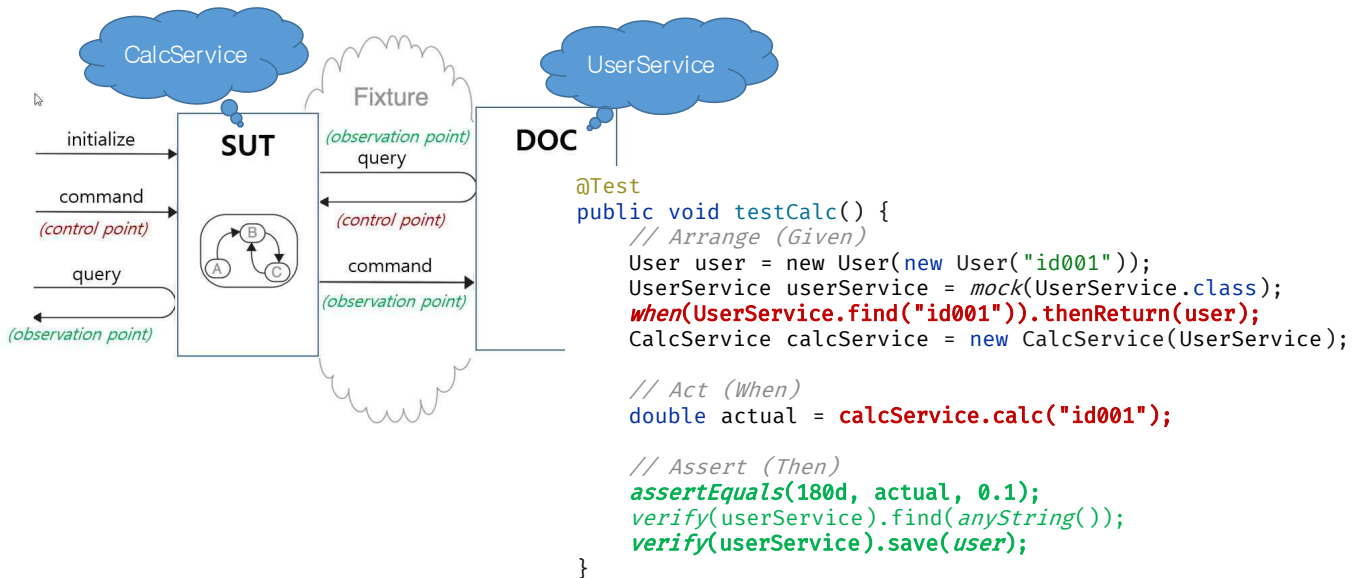 CalcService
UserService
Fixture
SUT
DOC
initialize
command
(control point)
query
(observation point)
A
B
C
(observation point)
query
(control point)
command
(observation point)
@Test
public void testCalc() {
// Arrange (Given)
User user = new User(new User("id001"));
UserService userService = mock(UserService.class);
when(UserService.find("id001")).thenReturn(user);
CalcService calcService = new CalcService(UserService);
// Act (When)
double actual = calcService.calc("id001");
// Assert (Then)
assertEquals(180d, actual, 0.1);
verify(userService).find(anyString());
verify(userService).save(user);
}